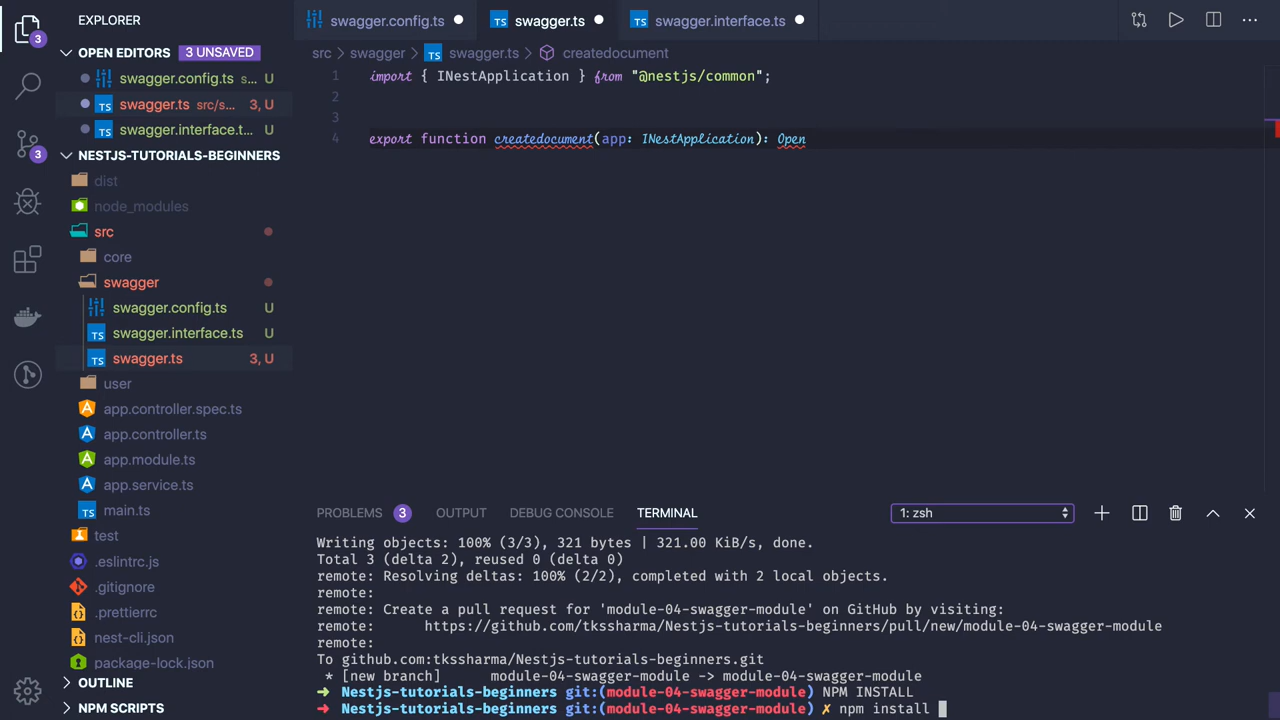 EXPLORER
OPEN EDITORS 3 UNSAVED
swagger.config.ts s... U
swagger.ts src/s... 3, U
swagger.interface.t... U
NESTJS-TUTORIALS-BEGINNERS
dist
node_modules
src
core
swagger
swagger.config.ts U
swagger.interface.ts U
swagger.ts 3, U
user
app.controller.spec.ts
app.controller.ts
app.module.ts
app.service.ts
main.ts
test
.eslintrc.js
.gitignore
.prettierrc
nest-cli.json
package-lock.json
OUTLINE
NPM SCRIPTS
3
3
swagger.config.ts
TS swagger.ts
TS swagger.interface.ts
src > swagger > TS swagger.ts > createdocument
1 import { INestApplication } from "@nestjs/common";
2
3
4 export function createdocument(app: INestApplication): Open
PROBLEMS 3 OUTPUT DEBUG CONSOLE TERMINAL 1: zsh
Writing objects: 100% (3/3), 321 bytes | 321.00 KiB/s, done.
Total 3 (delta 2), reused 0 (delta 0)
remote: Resolving deltas: 100% (2/2), completed with 2 local objects.
remote:
remote: Create a pull request for 'module-04-swagger-module' on GitHub by visiting:
remote:      https://github.com/tkssharma/Nestjs-tutorials-beginners/pull/new/module-04-swagger-module
remote:
To github.com:tkssharma/Nestjs-tutorials-beginners.git
 * [new branch]      module-04-swagger-module -> module-04-swagger-module
➜ Nestjs-tutorials-beginners git:(module-04-swagger-module) NPM INSTALL
➜ Nestjs-tutorials-beginners git:(module-04-swagger-module) ✗ npm install